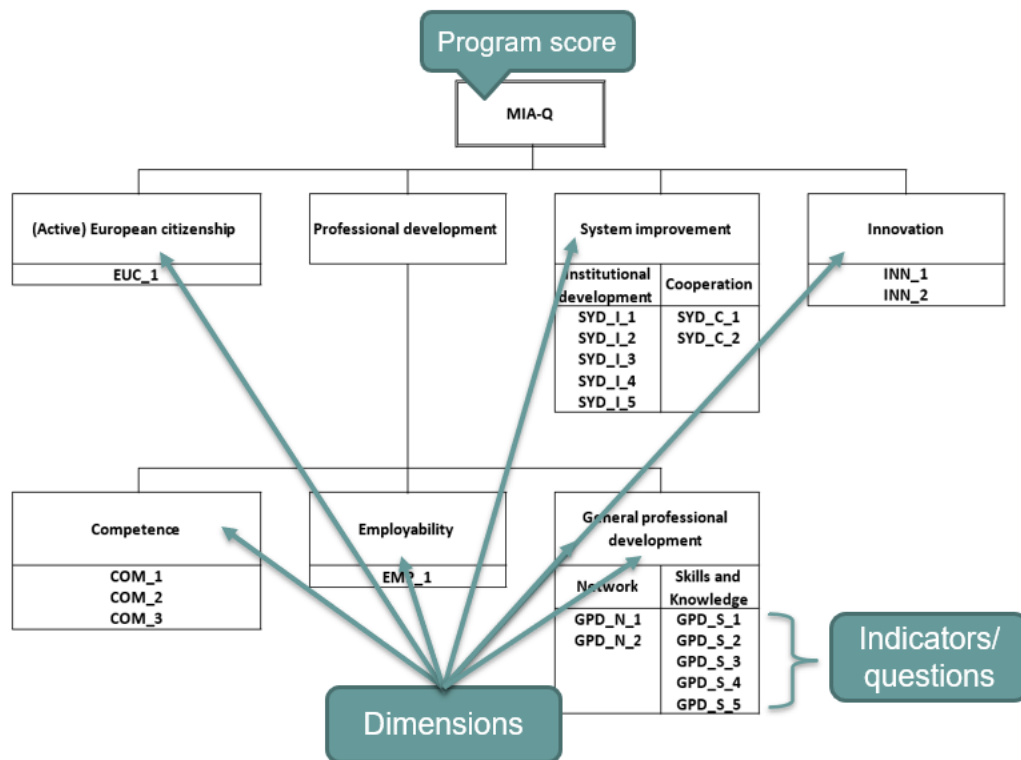 Program score
MIA-Q
(Active) European citizenship
EUC_1
Professional development
System improvement
Institutional
development
SYD_I_1
SYD_I_2
SYD_I_3
SYD_I_4
SYD_I_5
Cooperation
SYD_C_1
SYD_C_2
Innovation
INN_1
INN_2
Competence
COM_1
COM_2
COM_3
Employability
EMP_1
General professional
development
Network
GPD_N_1
GPD_N_2
Skills and
Knowledge
GPD_S_1
GPD_S_2
GPD_S_3
GPD_S_4
GPD_S_5
Indicators/
questions
Dimensions